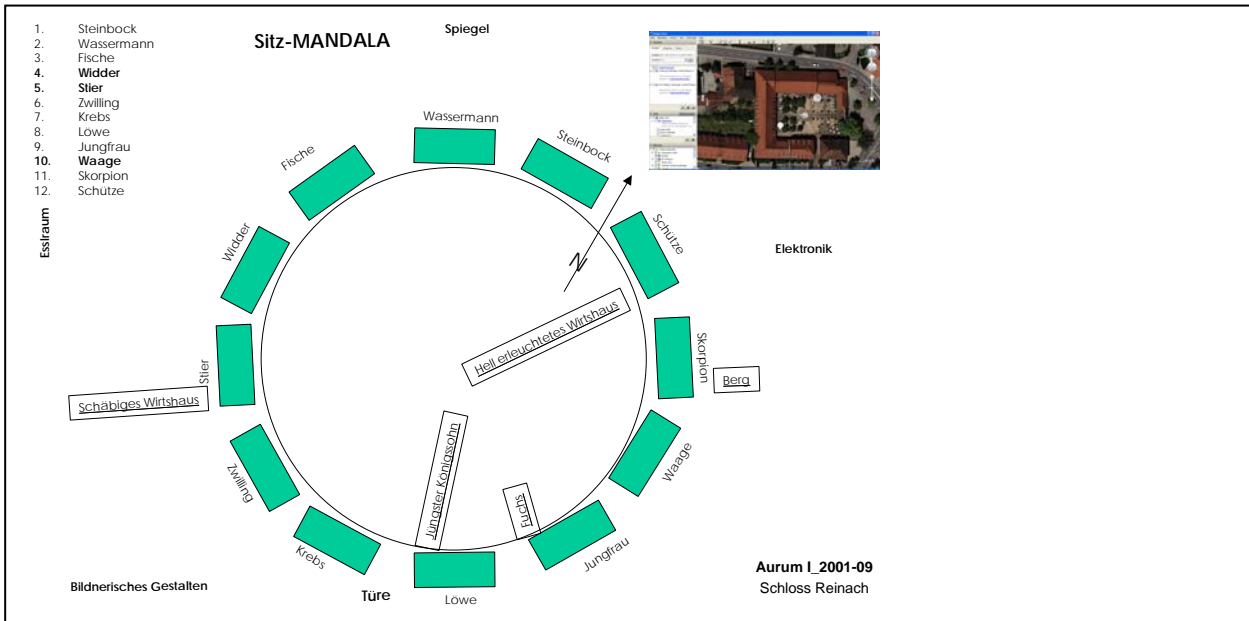 1. Steinbock
2. Wassermann
3. Fische
4. Widder
5. Stier
6. Zwilling
7. Krebs
8. Löwe
9. Jungfrau
10. Waage
11. Skorpion
12. Schütze
Sitz-MANDALA
Spiegel
Wassermann
Steinbock
Fische
Schütze
Widder
Esslraum
Elektronik
N
Hell erleuchtetes Wirtshaus
Skorpion
Stier
Berg
Schäbiges Wirtshaus
Jüngster Königssohn
Waage
Zwilling
Fuchs
Krebs
Jungfrau
Bildnerisches Gestalten
Türe
Löwe
Aurum I_2001-09
Schloss Reinach